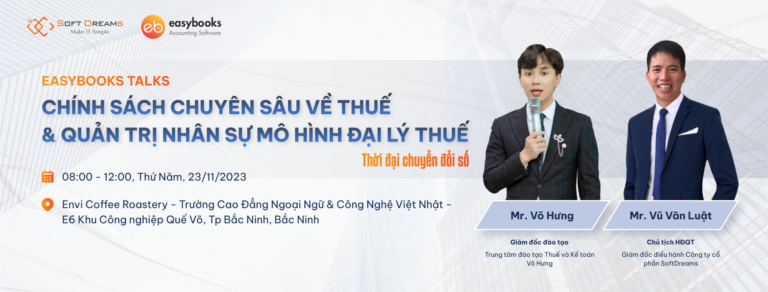 SOFT DREAMS
Make IT Simple
eb
easybooks
Accounting Software
EASYBOOKS TALKS
CHÍNH SÁCH CHUYÊN SÂU VỀ THUẾ
& QUẢN TRỊ NHÂN SỰ MÔ HÌNH ĐẠI LÝ THUẾ
Thời đại chuyển đổi số
08:00 - 12:00, Thứ Năm, 23/11/2023
Envi Coffee Roastery - Trường Cao Đẳng Ngoại Ngữ & Công Nghệ Việt Nhật -
E6 Khu Công nghiệp Quế Võ, Tp Bắc Ninh, Bắc Ninh
Mr. Võ Hưng
Giám đốc đào tạo
Trung tâm đào tạo Thuế và Kế toán
Võ Hưng
Mr. Vũ Văn Luật
Chủ tịch HĐQT
Giám đốc điều hành Công ty cổ
phần SoftDreams